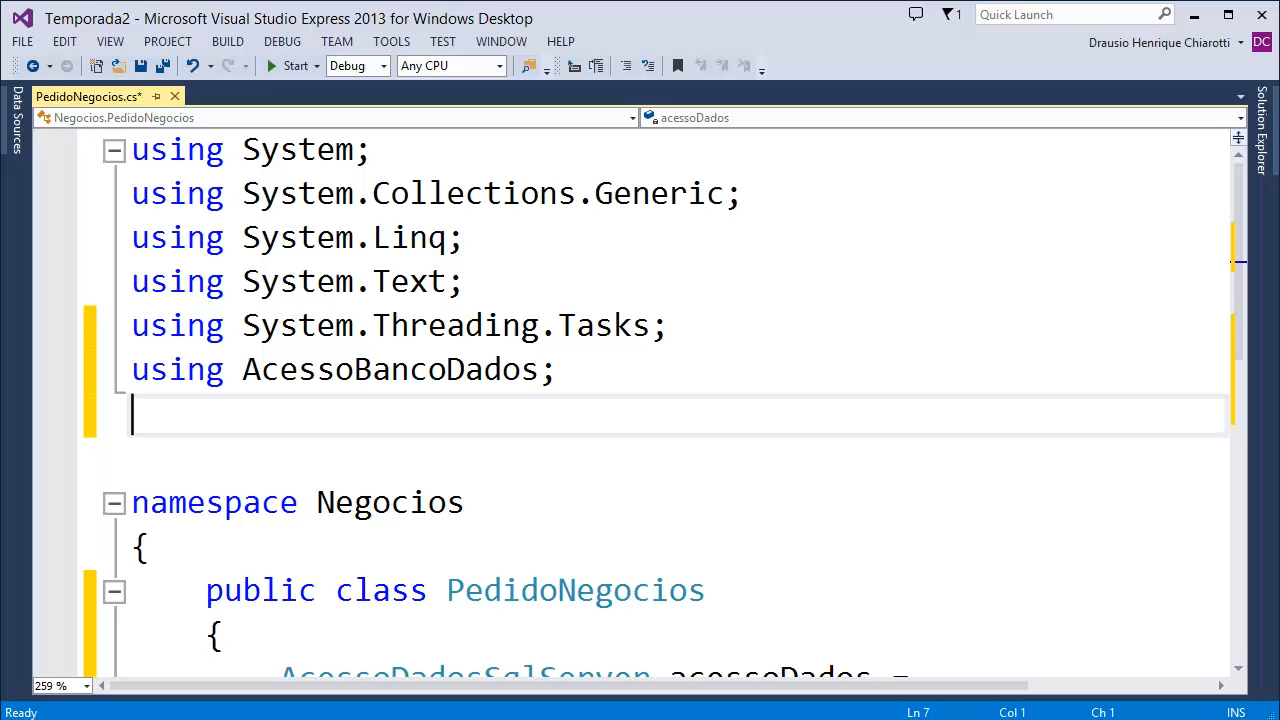 Temporada2 - Microsoft Visual Studio Express 2013 for Windows Desktop
1
Quick Launch
FILE EDIT VIEW PROJECT BUILD DEBUG TEAM TOOLS TEST WINDOW HELP
Drausio Henrique Chiarotti
DC
Start
Debug
Any CPU
Data Sources
PedidoNegocios.cs*
Solution Explorer
Negocios.PedidoNegocios
acessoDados
using System;
using System.Collections.Generic;
using System.Linq;
using System.Text;
using System.Threading.Tasks;
using AcessoBancoDados;
namespace Negocios
{
public class PedidoNegocios
{
AcessoDadosSqlServer acessoDados =
259 %
Ready
Ln 7
Col 1
Ch 1
INS